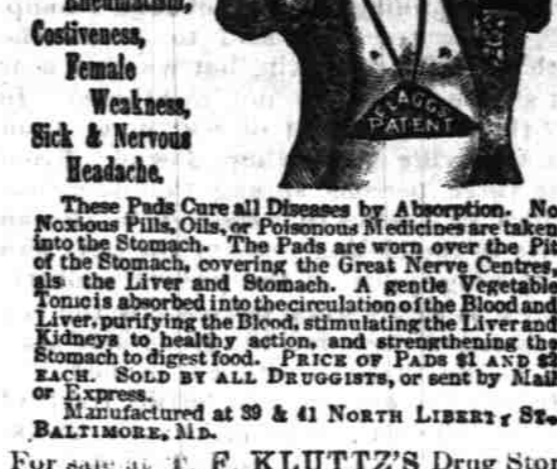 Rheumatism,
Costiveness,
Female
Weakness,
Sick & Nervous
Headache.
LAGG'S
PATENT
These Pads Cure all Diseases by Absorption. No
Noxious Pills, Oils, or Poisonous Medicines are taken
into the Stomach. The Pads are worn over the Pit
of the Stomach, covering the Great Nerve Centres,
als the Liver and Stomach. A gentle Vegetable
Tonic is absorbed into the circulation of the Blood and
Liver, purifying the Blood, stimulating the Liver and
Kidneys to healthy action, and strengthening the
Stomach to digest food. PRICE OF PADS $1 AND $2
EACH. SOLD BY ALL DRUGGISTS, or sent by Mail
or Express.
Manufactured at 39 & 41 NORTH LIBERTY ST.,
BALTIMORE, MD.
For sale at T. F. KLUTTZ'S Drug Sto